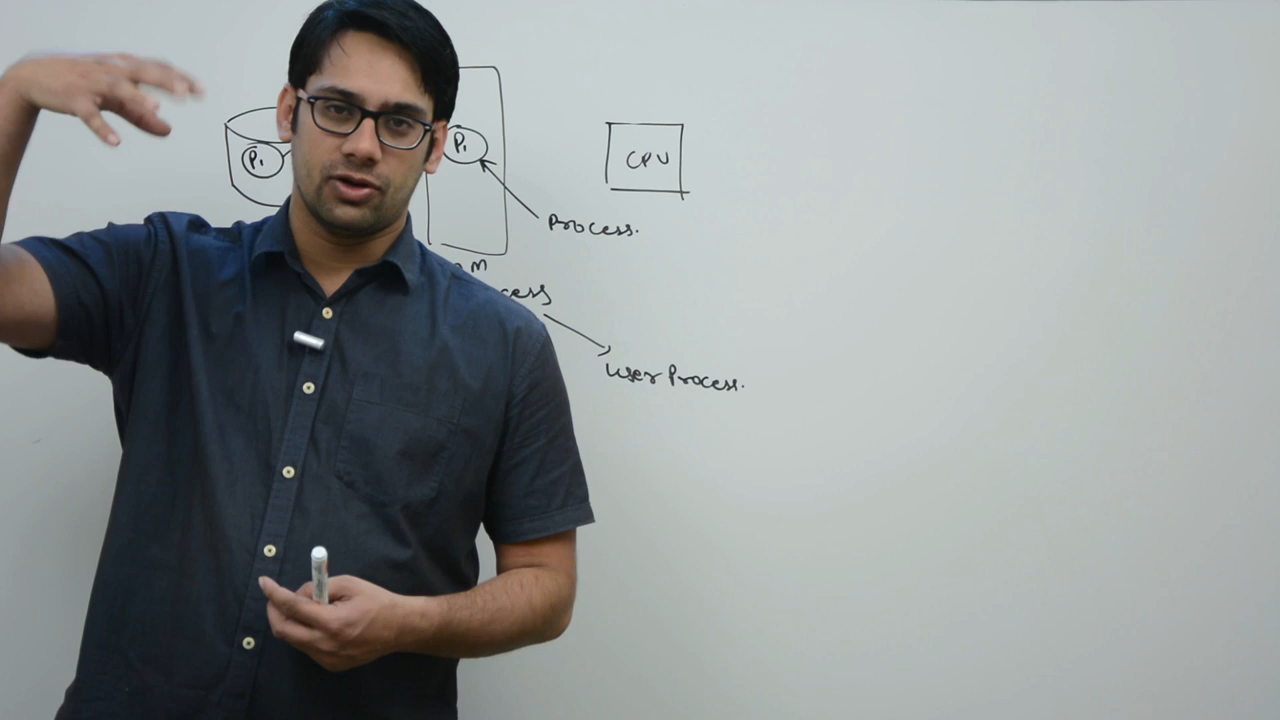 P1
P1
CPU
Process.
User Process.